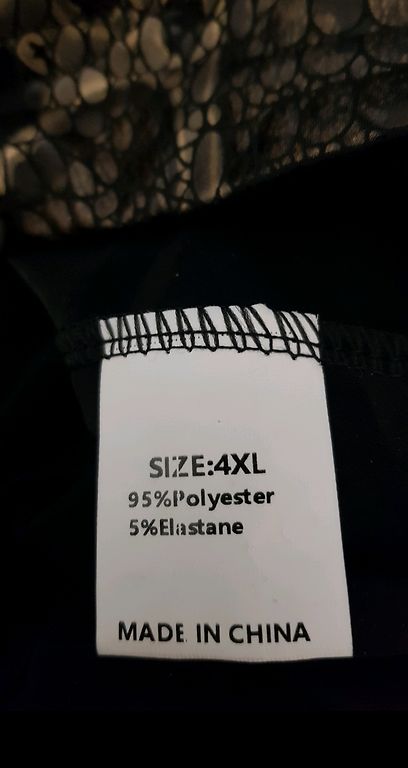 SIZE:4XL
95%Polyester
5%Elastane
MADE IN CHINA